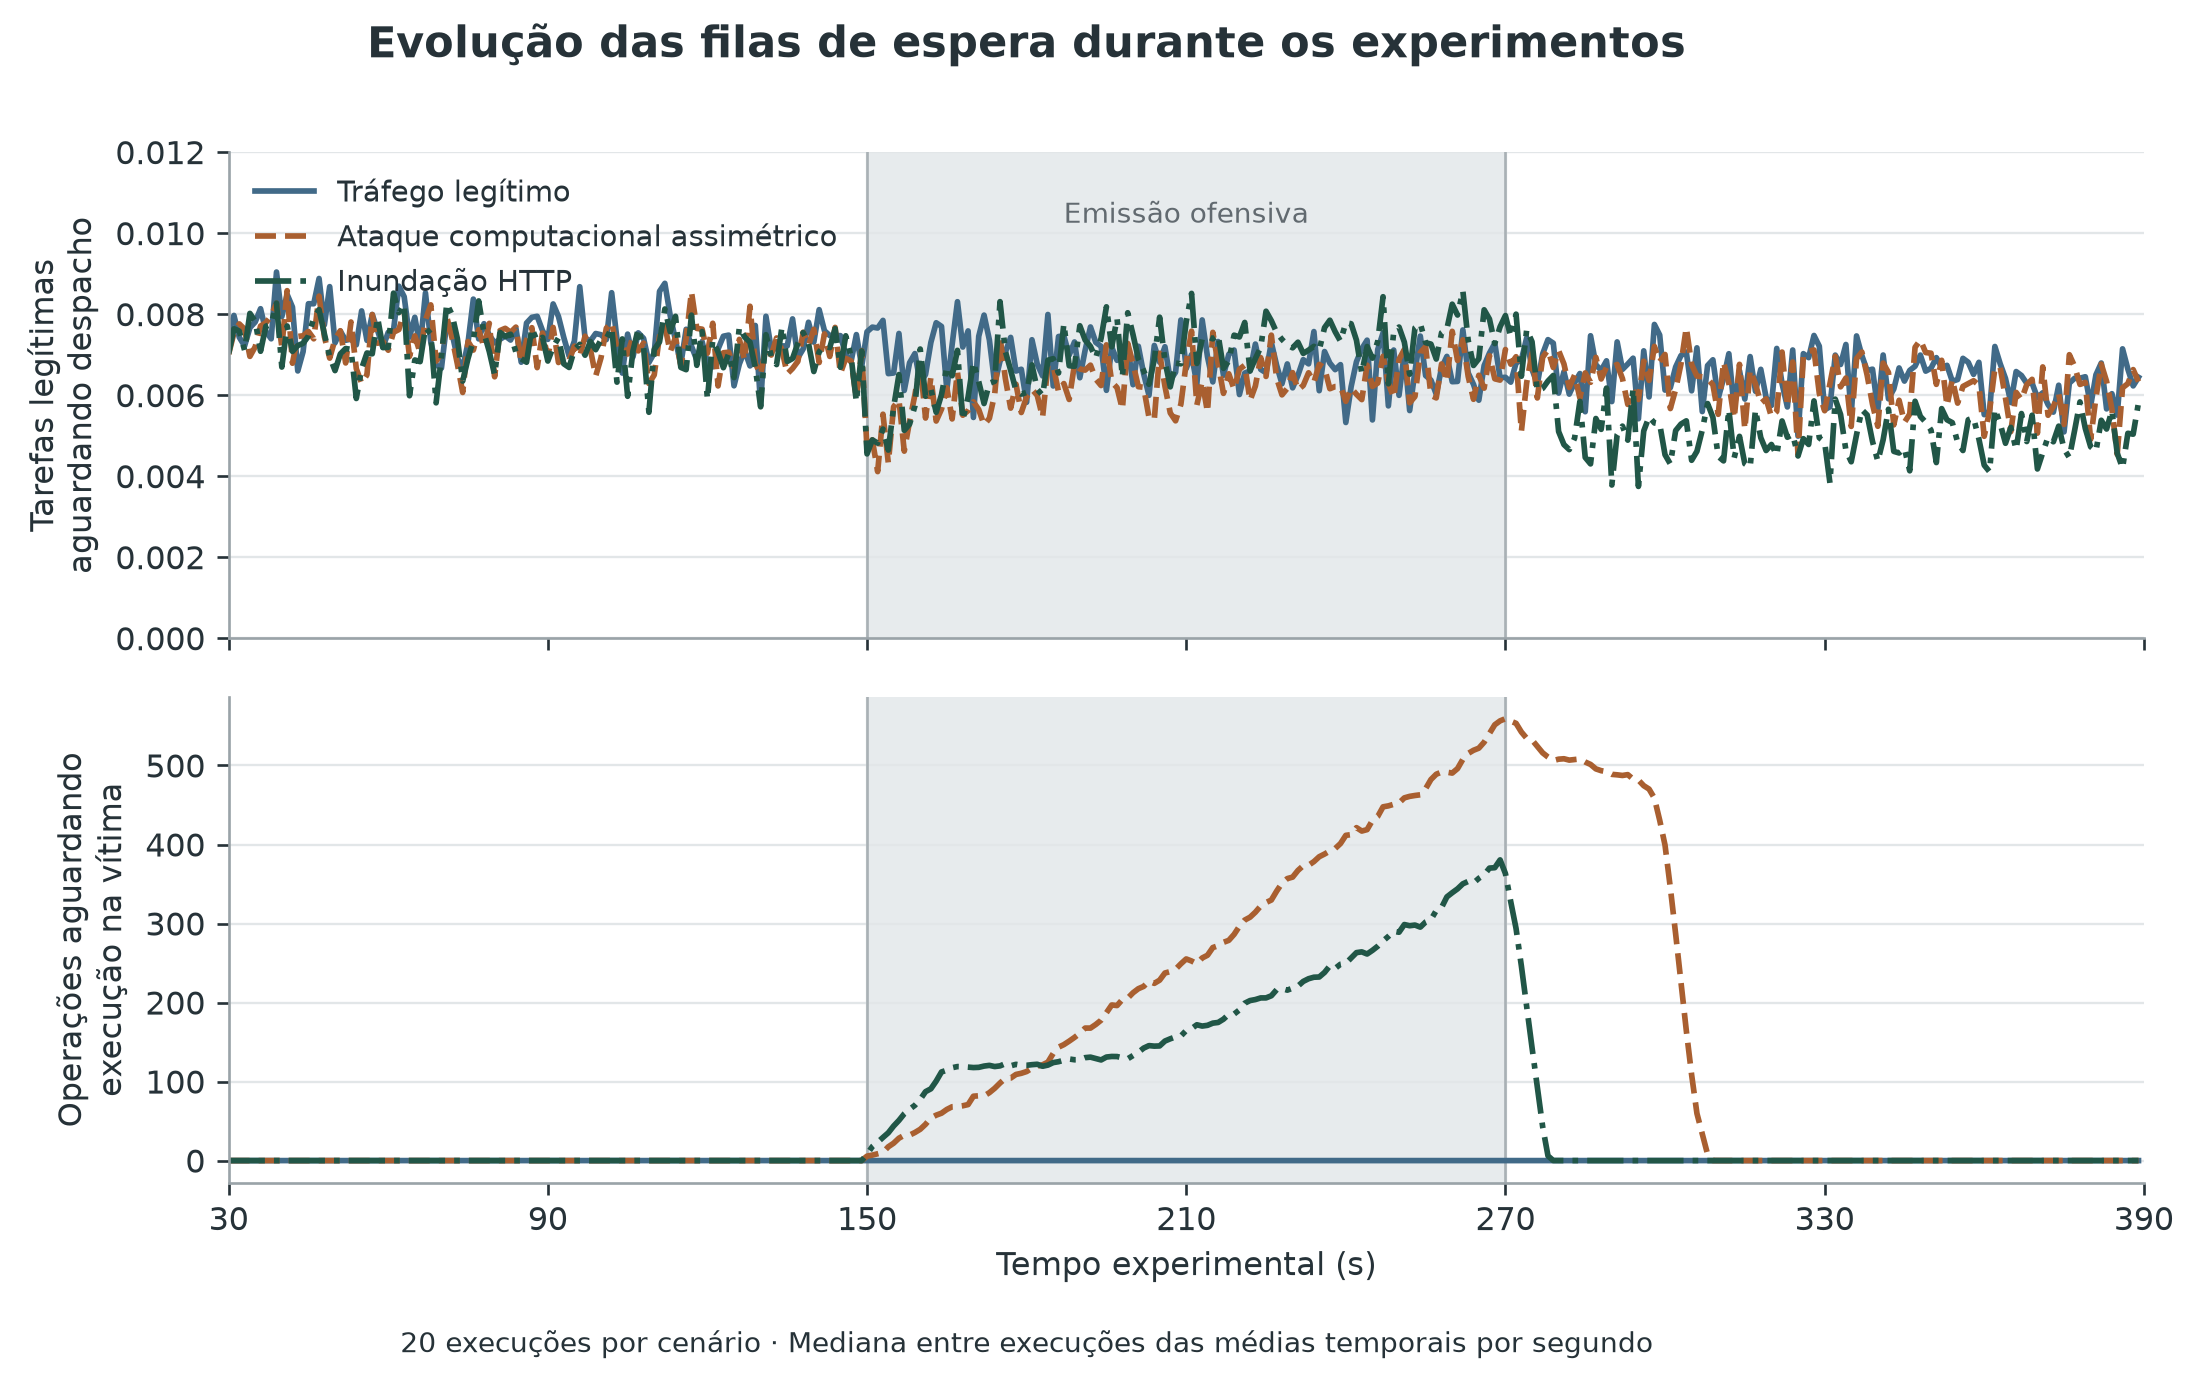 Evolução das filas de espera durante os experimentos
Tarefas legítimas
aguardando despacho
0.012
0.010
0.008
0.006
0.004
0.002
0.000
Tráfego legítimo
Ataque computacional assimétrico
Inundação HTTP
Emissão ofensiva
Operações aguardando
execução na vítima
500
400
300
200
100
0
30 90 150 210 270 330 390
Tempo experimental (s)
20 execuções por cenário · Mediana entre execuções das médias temporais por segundo